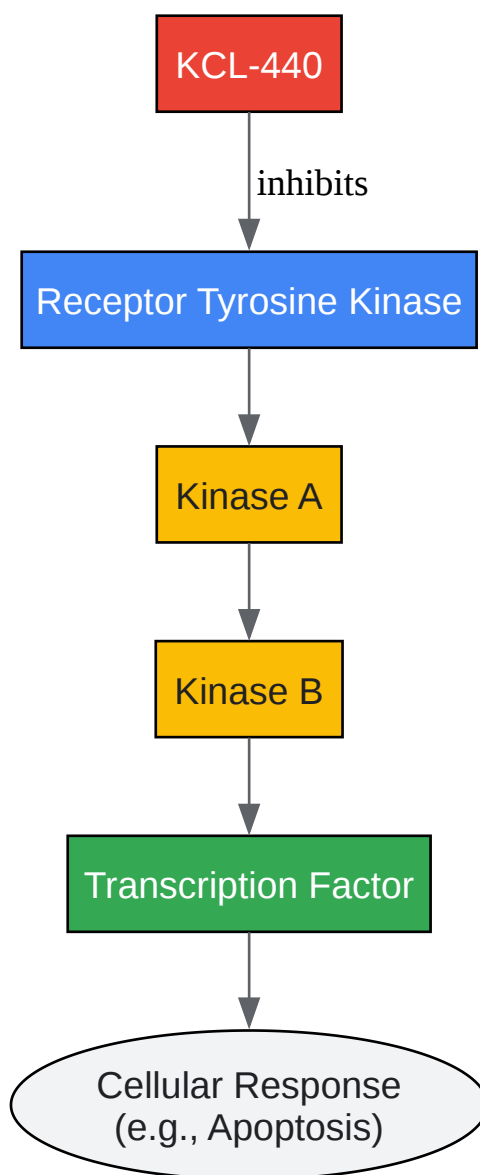 KCL-440
inhibits
Receptor Tyrosine Kinase
Kinase A
Kinase B
Transcription Factor
Cellular Response
(e.g., Apoptosis)